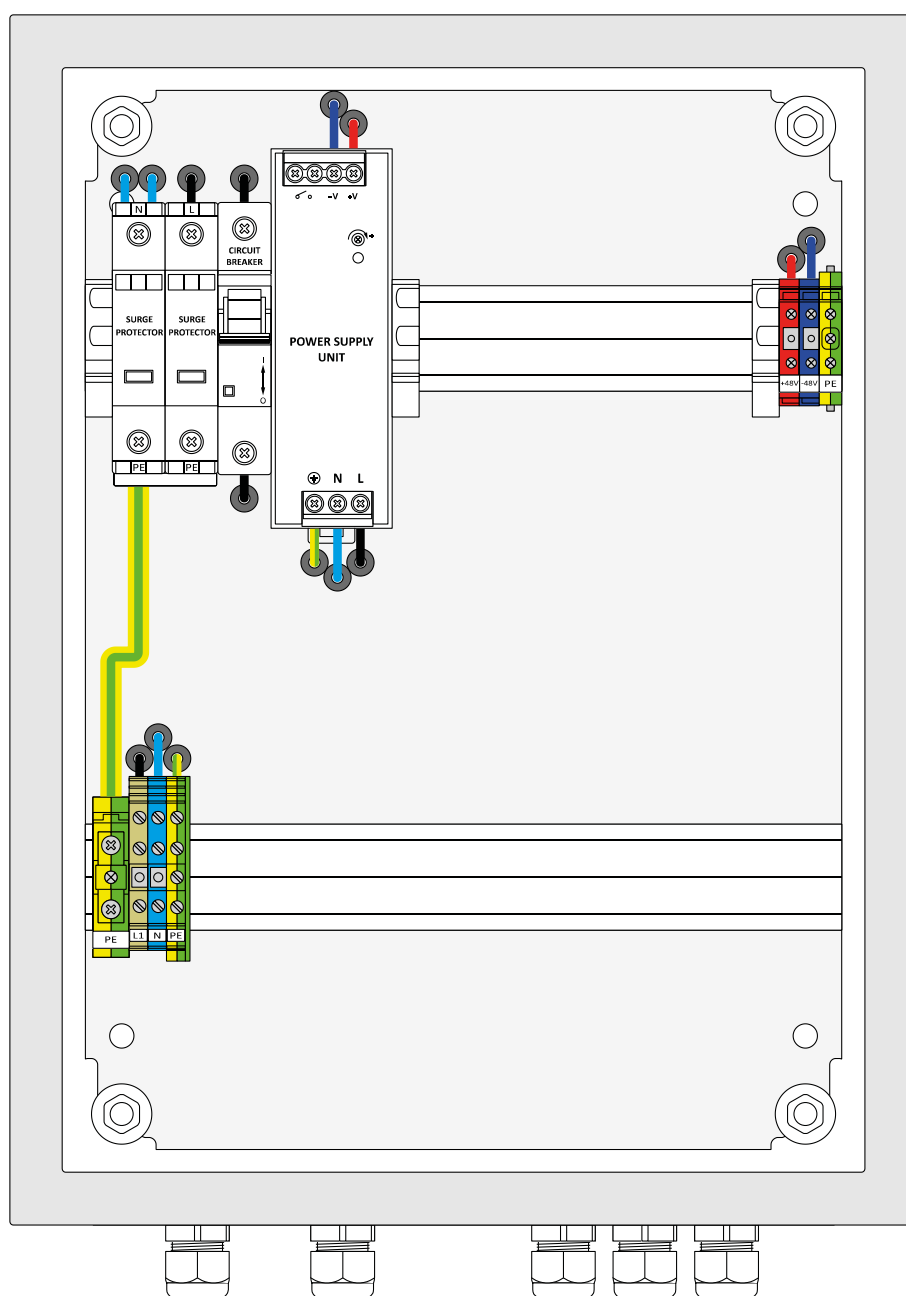 N
L
CIRCUIT
BREAKER
-V
+V
SURGE
PROTECTOR
SURGE
PROTECTOR
POWER SUPPLY
UNIT
I
O
+48V
-48V
PE
PE
PE
N
L
PE
L1
N
PE